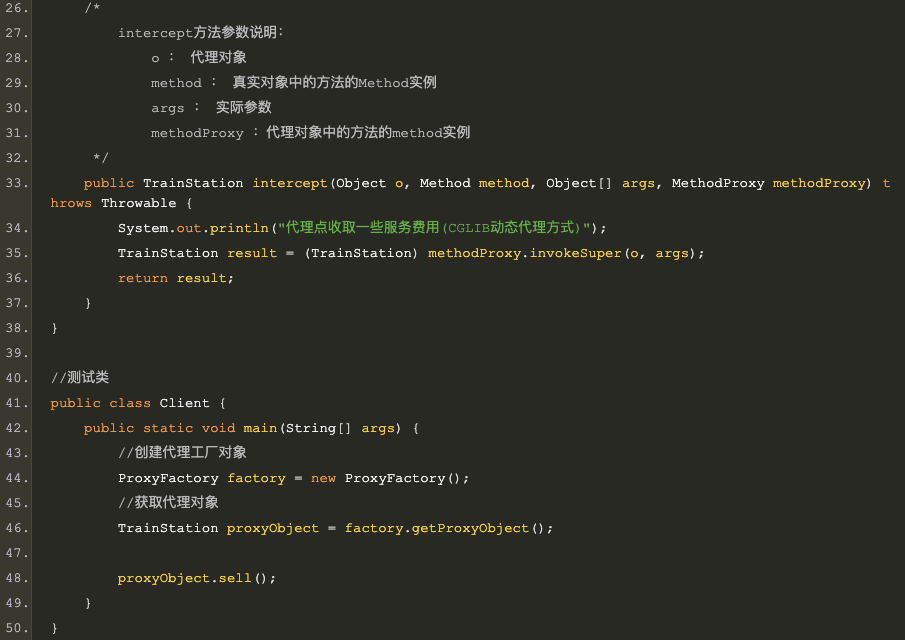 26.     /*
27.         intercept方法参数说明：
28.             o ： 代理对象
29.             method ： 真实对象中的方法的Method实例
30.             args ： 实际参数
31.             methodProxy ：代理对象中的方法的method实例
32.      */
33.     public TrainStation intercept(Object o, Method method, Object[] args, MethodProxy methodProxy) t
hrows Throwable {
34.         System.out.println("代理点收取一些服务费用(CGLIB动态代理方式)");
35.         TrainStation result = (TrainStation) methodProxy.invokeSuper(o, args);
36.         return result;
37.     }
38. }
39.
40. //测试类
41. public class Client {
42.     public static void main(String[] args) {
43.         //创建代理工厂对象
44.         ProxyFactory factory = new ProxyFactory();
45.         //获取代理对象
46.         TrainStation proxyObject = factory.getProxyObject();
47.
48.         proxyObject.sell();
49.     }
50. }